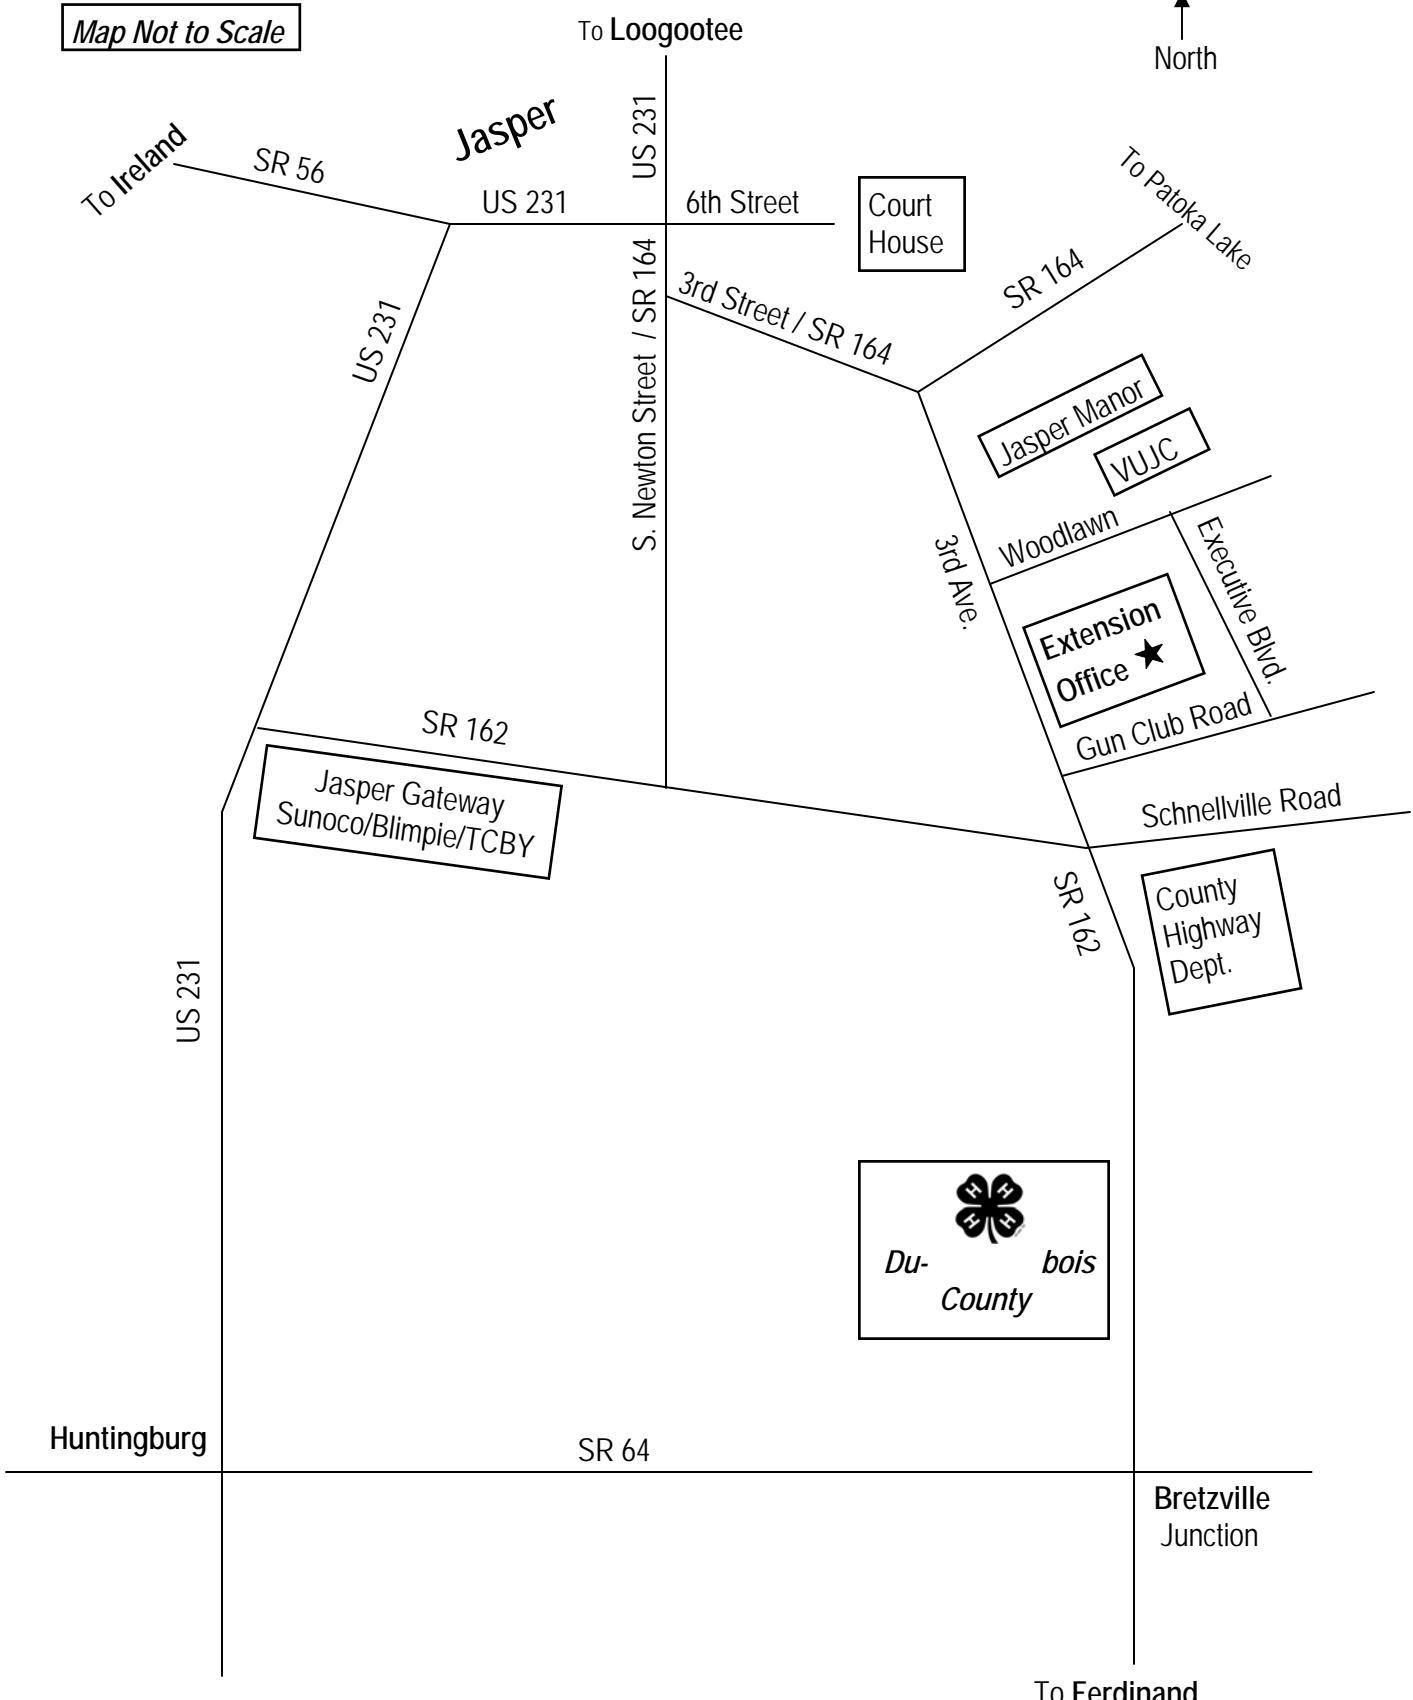 Map Not to Scale
To Loogootee
North
Jasper
US 231
To Ireland
SR 56
To Patoka Lake
US 231
6th Street
Court
House
SR 164
US 231
S. Newton Street / SR 164
3rd Street / SR 164
Jasper Manor
VUJC
Woodlawn
Executive Blvd.
3rd Ave.
Extension
Office
Gun Club Road
SR 162
Jasper Gateway
Sunoco/Blimpie/TCBY
Schnellville Road
SR 162
County
Highway
Dept.
US 231
H H
H H
Du- bois
County
Huntingburg
SR 64
Bretzville
Junction
To Ferdinand